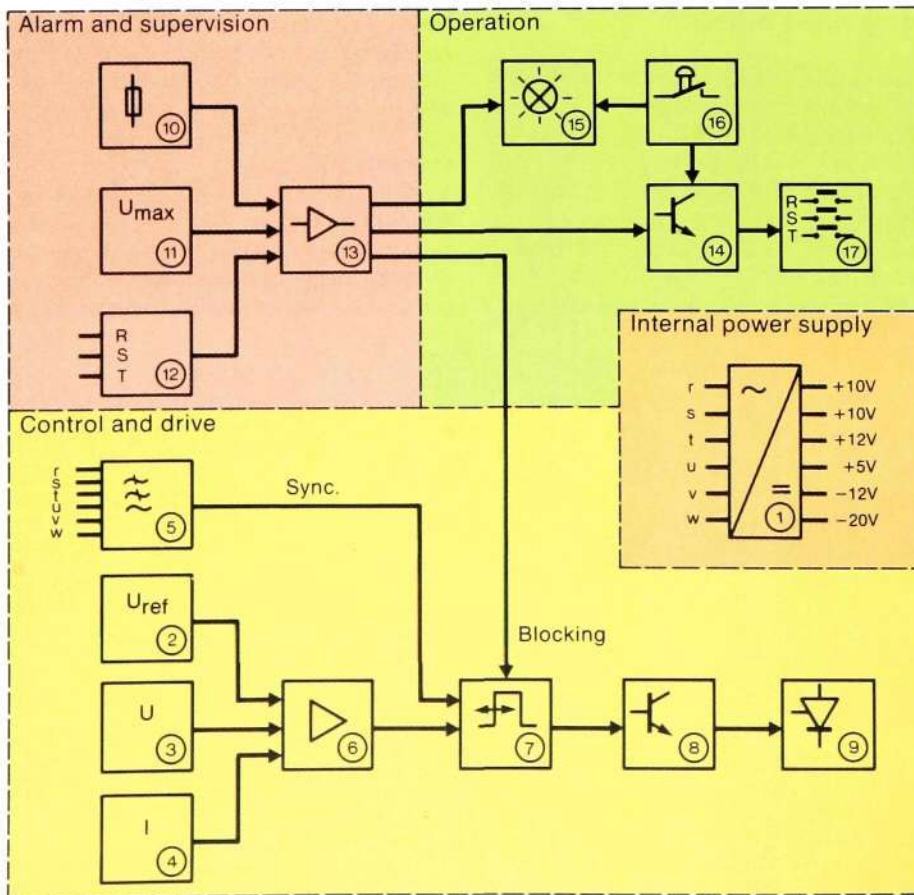 Alarm and supervision
10
Umax
11
R
S
T
12
13
Operation
15
16
14
R
S
T
17
Internal power supply
r
s
t
u
v
w
~
=
1
+10V
+10V
+12V
+5V
−12V
−20V
Control and drive
r
s
t
u
v
w
5
Sync.
Uref
2
U
3
I
4
6
Blocking
7
8
9